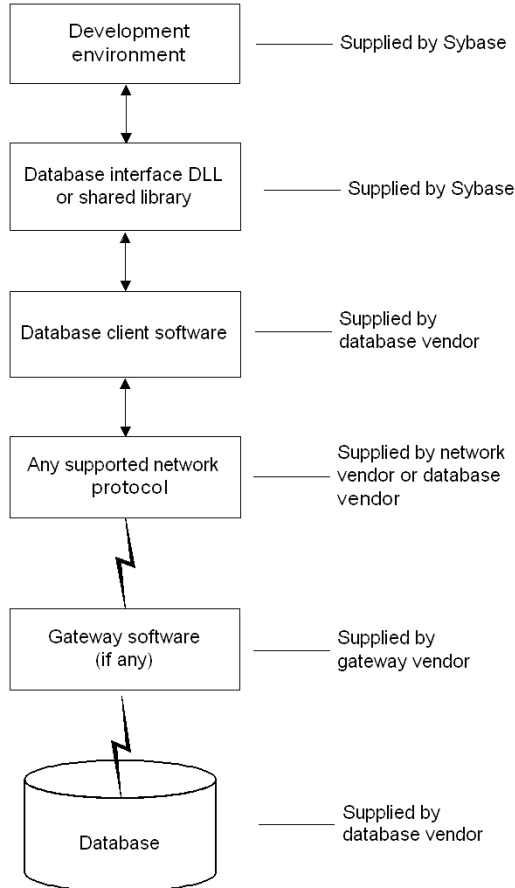 Development
environment
Supplied by Sybase
Database interface DLL
or shared library
Supplied by Sybase
Database client software
Supplied by
database vendor
Any supported network
protocol
Supplied by network
vendor or database
vendor
Gateway software
(if any)
Supplied by
gateway vendor
Database
Supplied by
database vendor